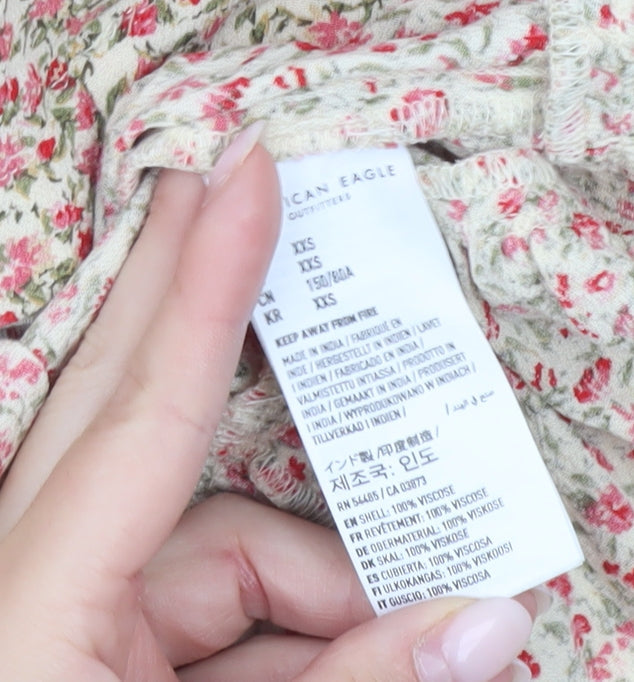 ICAN EAGLE
OUTFITTERS
XXS
XXS
CN 150/80A
KR XXS
KEEP AWAY FROM FIRE
MADE IN INDIA / FABRIQUÉ EN
INDE / HERGESTELLT IN INDIEN / LAVET
I INDIEN / FABRICADO EN INDIA /
VALMISTETTU INTIASSA / PRODOTTO IN
INDIA / GEMAAKT IN INDIA / PRODUSERT
I INDIA / WYPRODUKOWANO W INDIACH /
TILLVERKAD I INDIEN / صنع في الهند /
インド製 /印度製造 /
제조국: 인도
RN 54485 / CA 03873
EN SHELL: 100% VISCOSE
FR REVÊTEMENT: 100% VISCOSE
DE OBERMATERIAL: 100% VISKOSE
DK SKAL: 100% VISKOSE
ES CUBIERTA: 100% VISCOSA
FI ULKOKANGAS: 100% VISKOOSI
IT GUSCIO: 100% VISCOSA